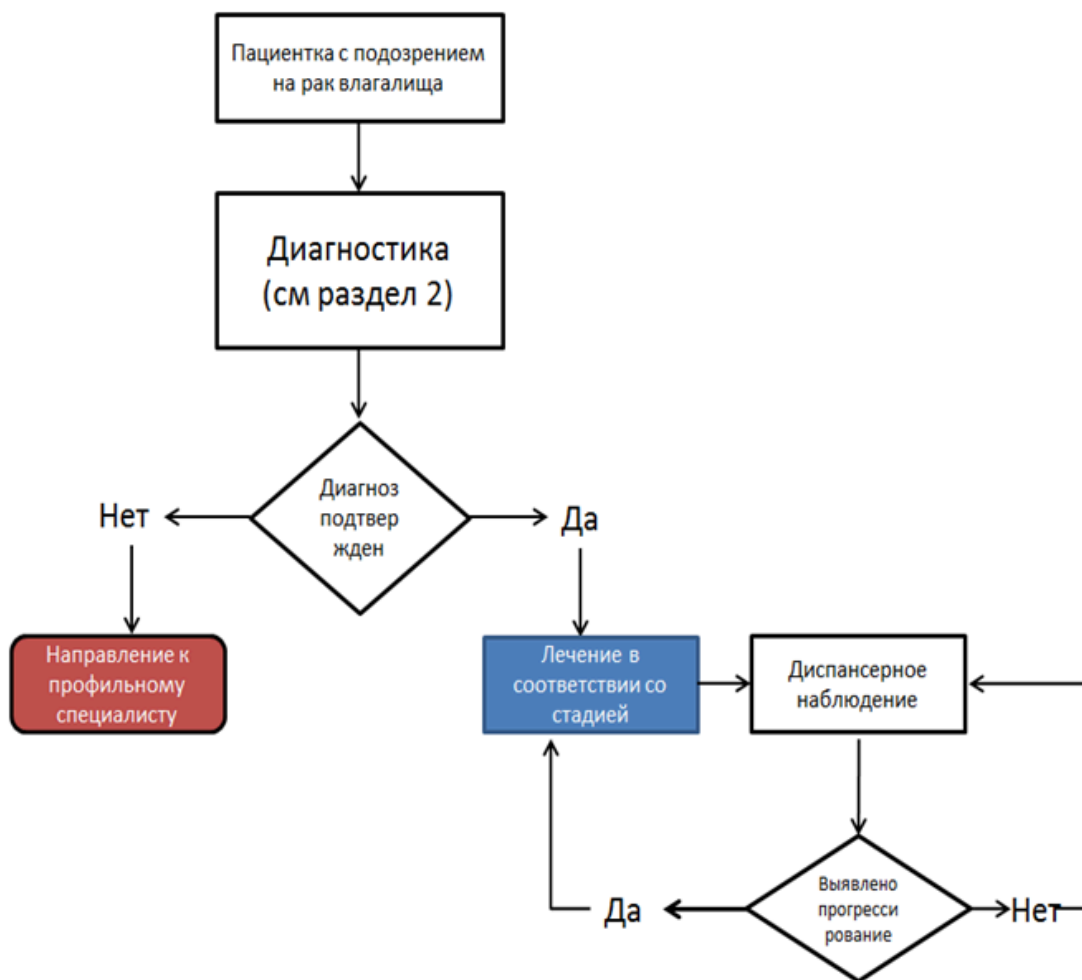 Пациентка с подозрением
на рак влагалища
Диагностика
(см раздел 2)
Диагноз
подтвер
жден
Нет
Да
Направление к
профильному
специалисту
Лечение в
соответствии со
стадией
Диспансерное
наблюдение
Выявлено
прогресси
рование
Да
Нет